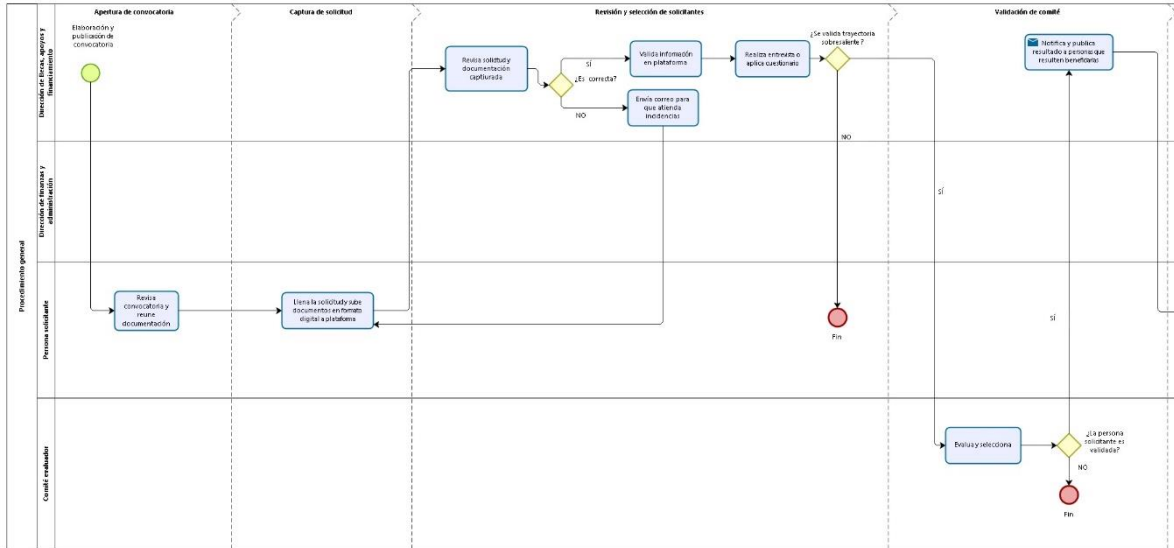 Apertura de convocatoria
Captura de solicitud
Revisión y selección de solicitantes
Validación de comité
Procedimiento general
Dirección de Becas, apoyos y
financiamiento
Elaboración y
publicación de
convocatoria
Revisa solicitud y
documentación
captiurada
SÍ
¿Es correcta?
NO
Valida información
en plataforma
Envía correo para
que atienda
incidencias
Realiza entrevista o
aplica cuestionario
¿Se valida trayectoria
sobresaliente?
NO
SÍ
Notifica y publica
resultado a personas que
resulten beneficiarias
Dirección de finanzas y
administración
Persona solicitante
Revisa
convocatoria y
reune
documentación
Llena la solicitud y sube
documentos en formato
digital a plataforma
Fin
SÍ
Comité evaluador
Evalua y selecciona
¿La persona
solicitante es
validada?
NO
Fin